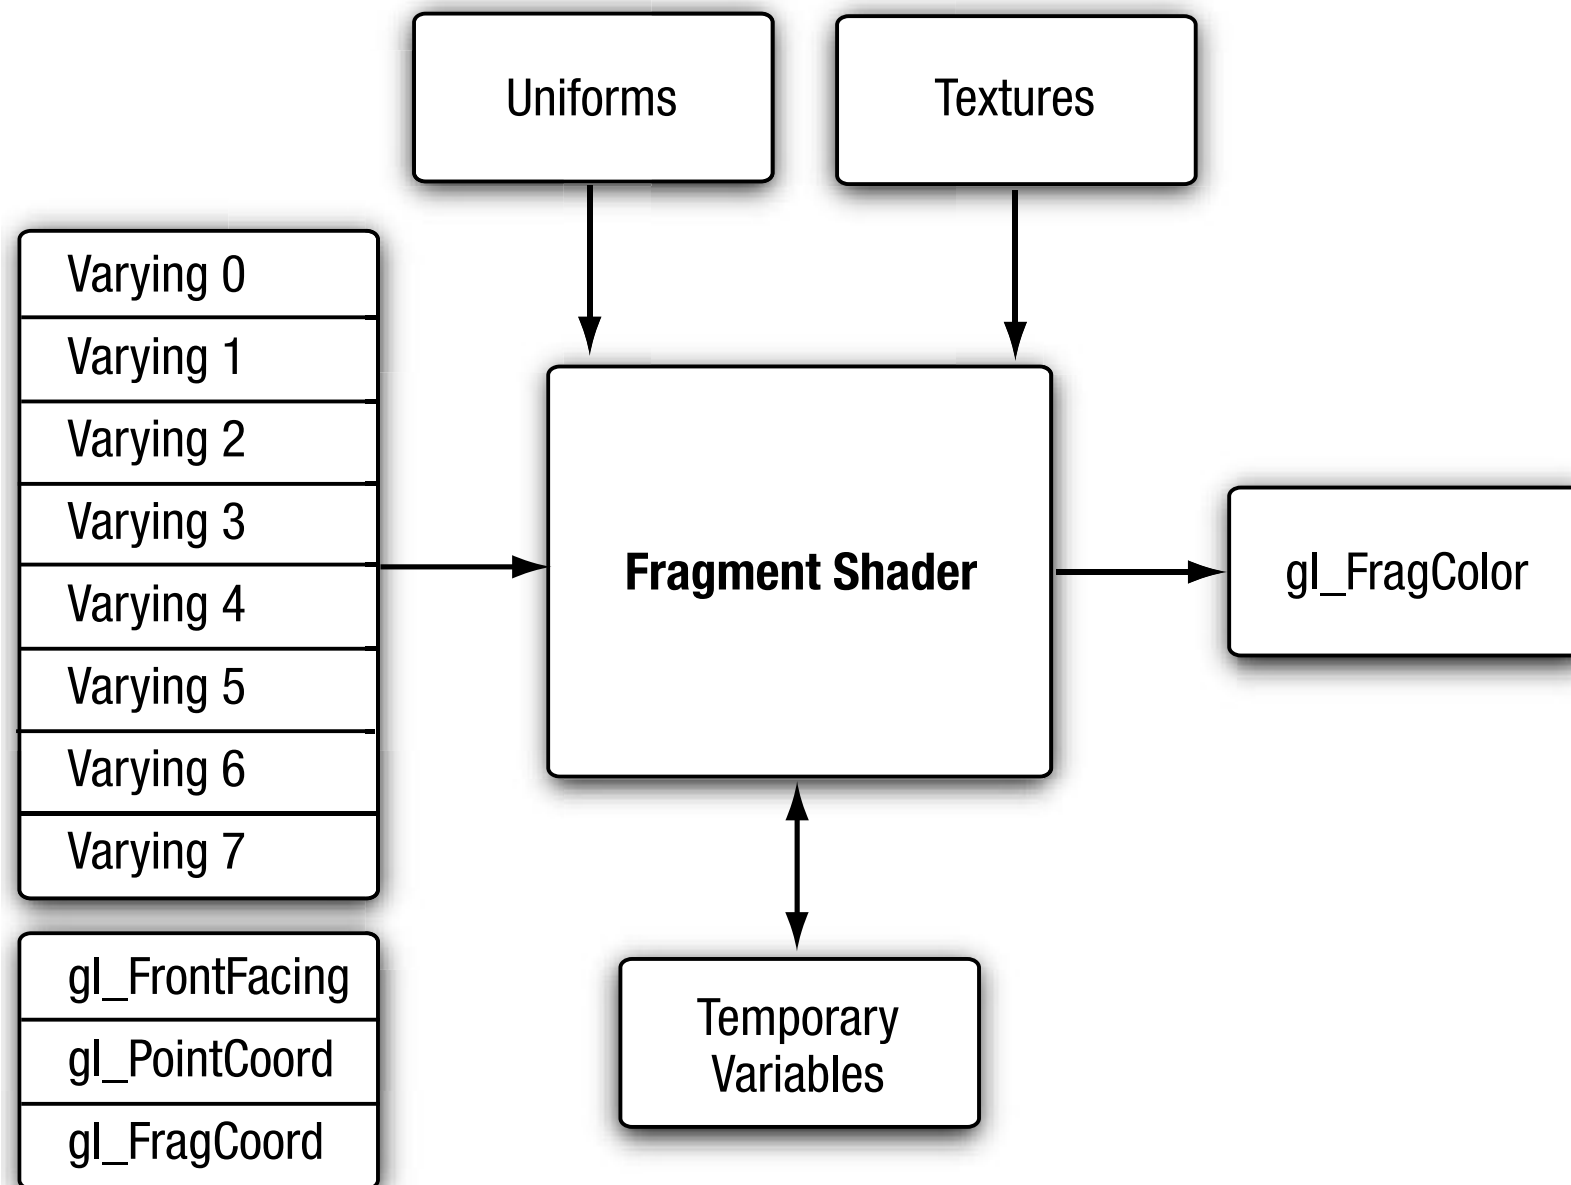 Uniforms
Textures
Varying 0
Varying 1
Varying 2
Varying 3
Varying 4
Varying 5
Varying 6
Varying 7
Fragment Shader
gl_FragColor
gl_FrontFacing
gl_PointCoord
gl_FragCoord
Temporary
Variables